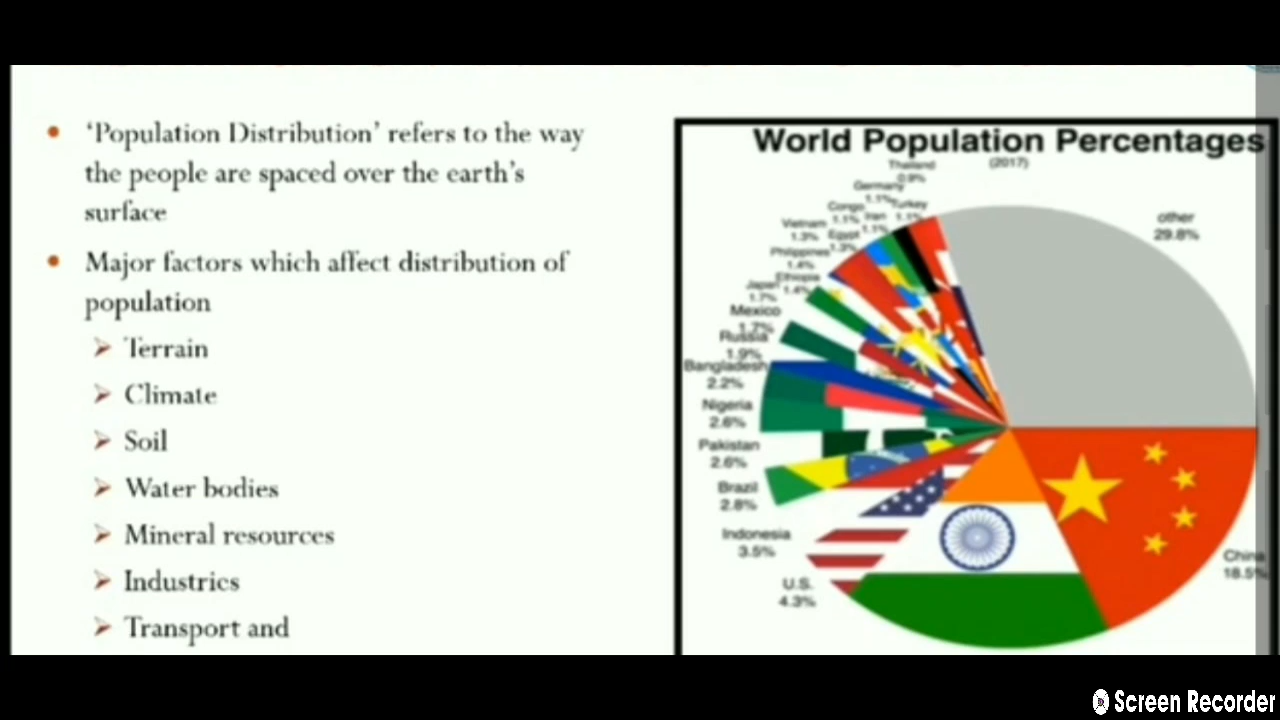 ‘Population Distribution’ refers to the way
the people are spaced over the earth’s
surface
Major factors which affect distribution of
population
Terrain
Climate
Soil
Water bodies
Mineral resources
Industrics
Transport and
World Population Percentages
(2017)
Thailand
0.9%
Germany
1.1%
Turkey
1.1%
Congo
1.1%
Iran
1.1%
Vietnam
1.3%
Egypt
1.3%
Philippines
1.4%
Ethiopia
1.4%
Japan
1.7%
Mexico
1.7%
Russia
1.9%
Bangladesh
2.2%
Nigeria
2.6%
Pakistan
2.6%
Brazil
2.8%
Indonesia
3.5%
U.S.
4.3%
other
29.8%
China
18.5%
Screen Recorder